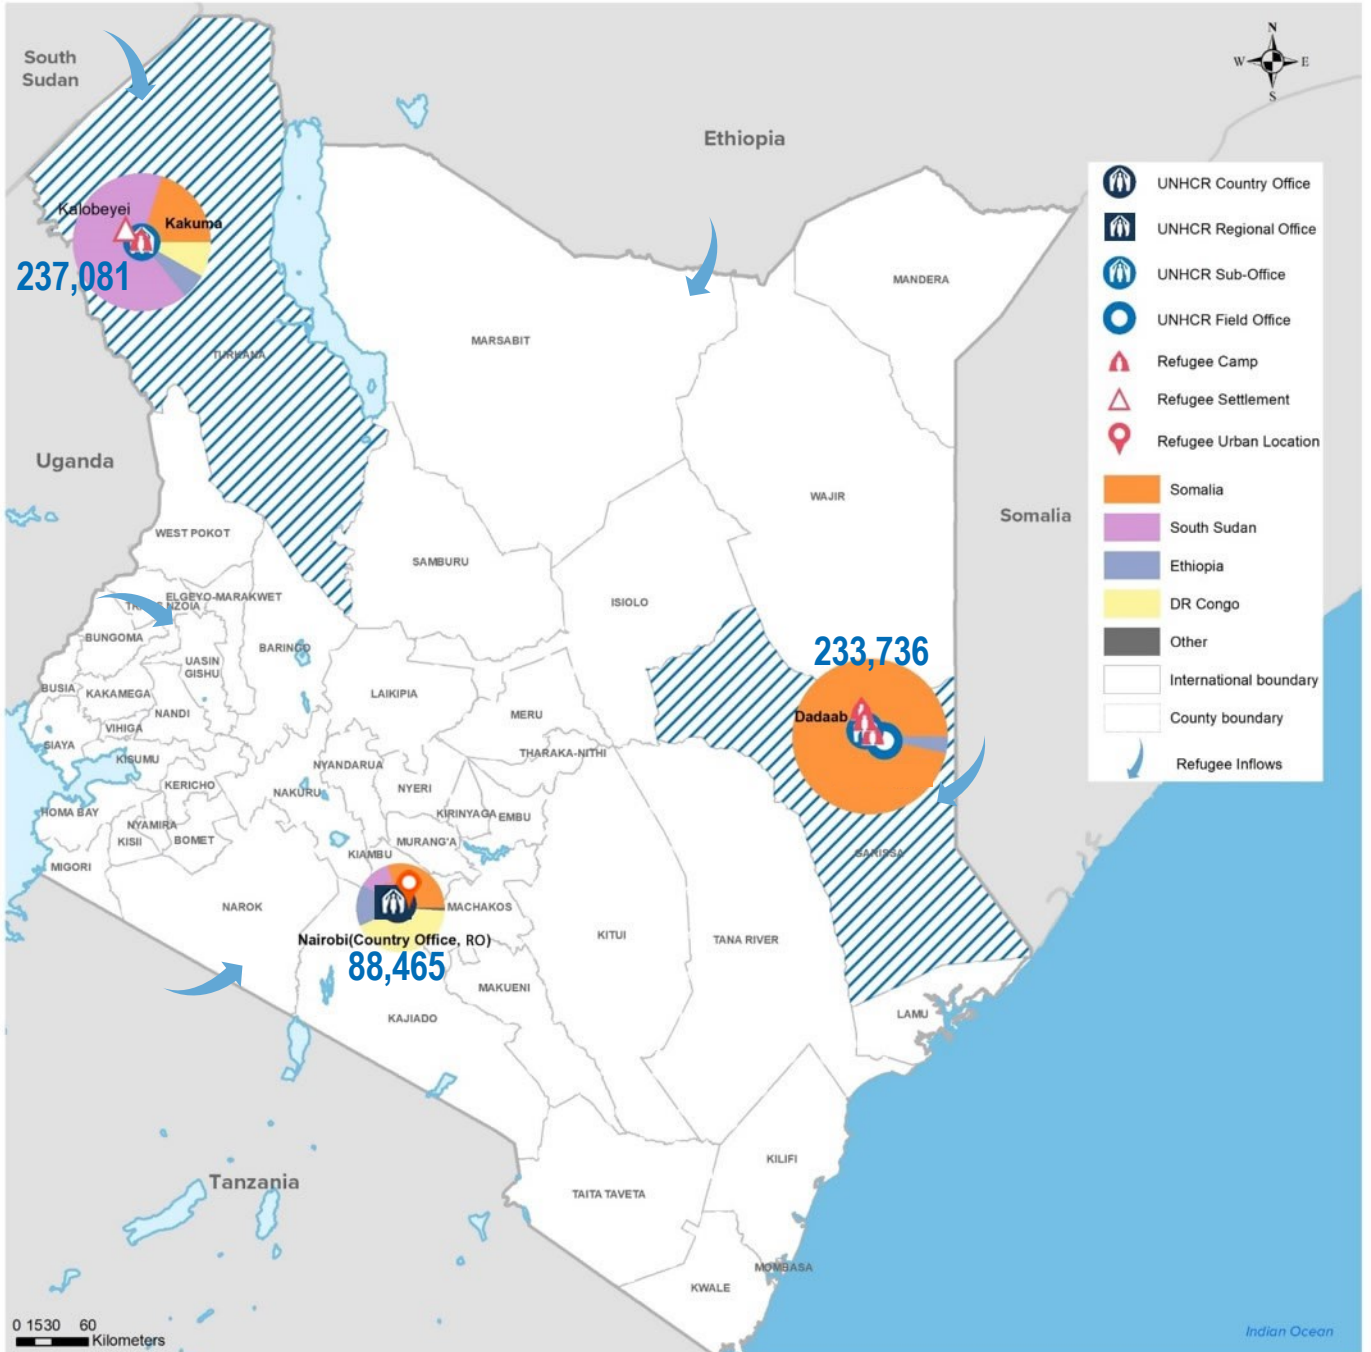 South
Sudan
Ethiopia
N
W
E
S
Kalobeyei
Kakuma
237,081
UNHCR Country Office
UNHCR Regional Office
UNHCR Sub-Office
UNHCR Field Office
Refugee Camp
Refugee Settlement
Refugee Urban Location
Somalia
South Sudan
Ethiopia
DR Congo
Other
International boundary
County boundary
Refugee Inflows
MANDERA
MARSABIT
TURKANA
Uganda
WAJIR
Somalia
WEST POKOT
SAMBURU
ELGEYO-MARAKWET
TRANS NZOIA
ISIOLO
BUNGOMA
BARINGO
UASIN
GISHU
233,736
BUSIA
KAKAMEGA
LAIKIPIA
NANDI
MERU
Dadaab
VIHIGA
SIAYA
KISUMU
THARAKA-NITHI
NYANDARUA
KERICHO
NAKURU
NYERI
HOMA BAY
KIRINYAGA
EMBU
NYAMIRA
KISII
BOMET
MURANG'A
KIAMBU
GARISSA
MIGORI
NAROK
MACHAKOS
KITUI
TANA RIVER
Nairobi(Country Office, RO)
88,465
MAKUENI
KAJIADO
LAMU
KILIFI
Tanzania
TAITA TAVETA
MOMBASA
KWALE
0 1530 60
Kilometers
Indian Ocean